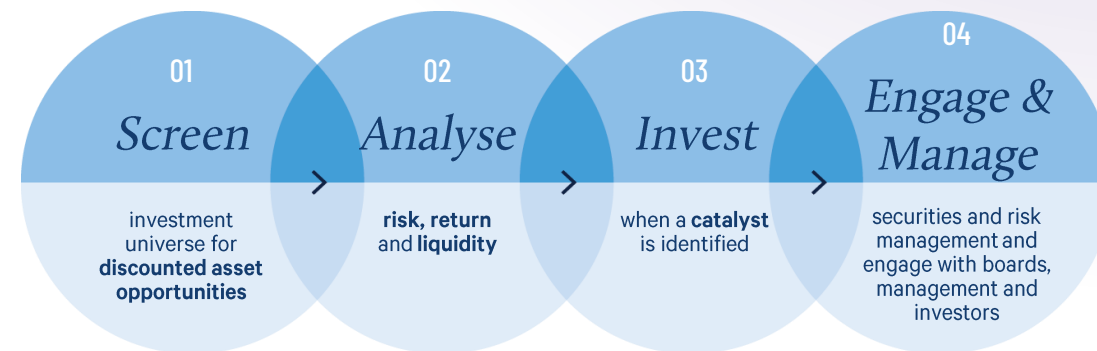 01
Screen
investment
universe for
discounted asset
opportunities
02
Analyse
risk, return
and liquidity
03
Invest
when a catalyst
is identified
04
Engage &
Manage
securities and risk
management and
engage with boards,
management and
investors